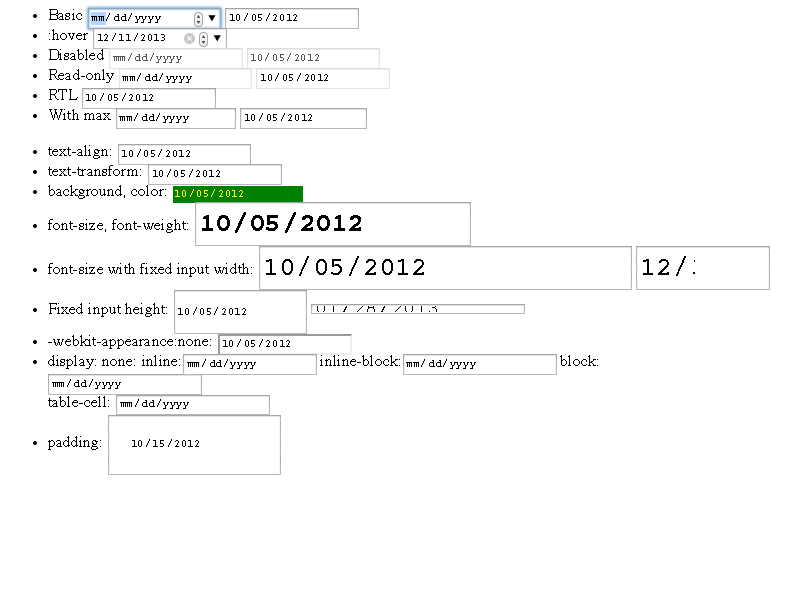 Basic mm/dd/yyyy 10/05/2012
:hover 12/11/2013
Disabled mm/dd/yyyy 10/05/2012
Read-only mm/dd/yyyy 10/05/2012
RTL 10/05/2012
With max mm/dd/yyyy 10/05/2012
text-align: 10/05/2012
text-transform: 10/05/2012
background, color: 10/05/2012
font-size, font-weight: 10/05/2012
font-size with fixed input width: 10/05/2012 12/
Fixed input height: 10/05/2012
-webkit-appearance:none: 10/05/2012
display: none: inline: mm/dd/yyyy inline-block: mm/dd/yyyy block:
mm/dd/yyyy
table-cell: mm/dd/yyyy
padding: 10/15/2012